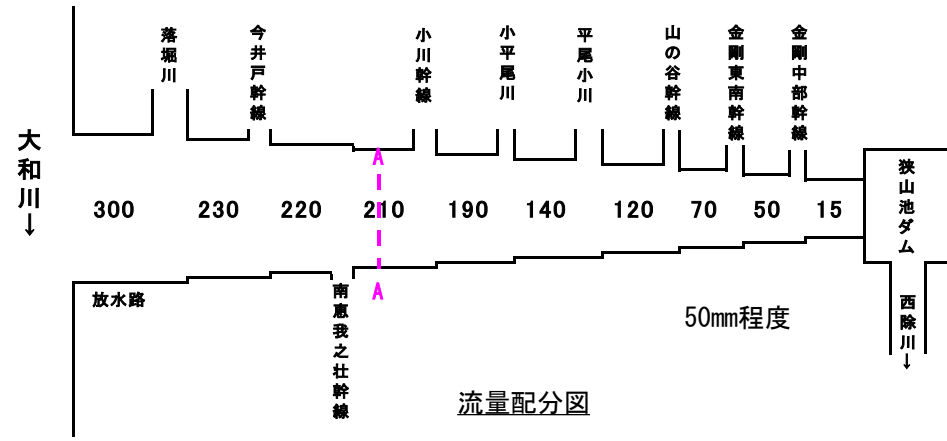 落堀川
今井戸幹線
小川幹線
小平尾川
平尾小川
山の谷幹線
金剛東南幹線
金剛中部幹線
大和川↓
300
230
220
210
190
140
120
70
50
15
狭山池ダム
A
A
放水路
南恵我之荘幹線
50mm程度
西除川↓
流量配分図